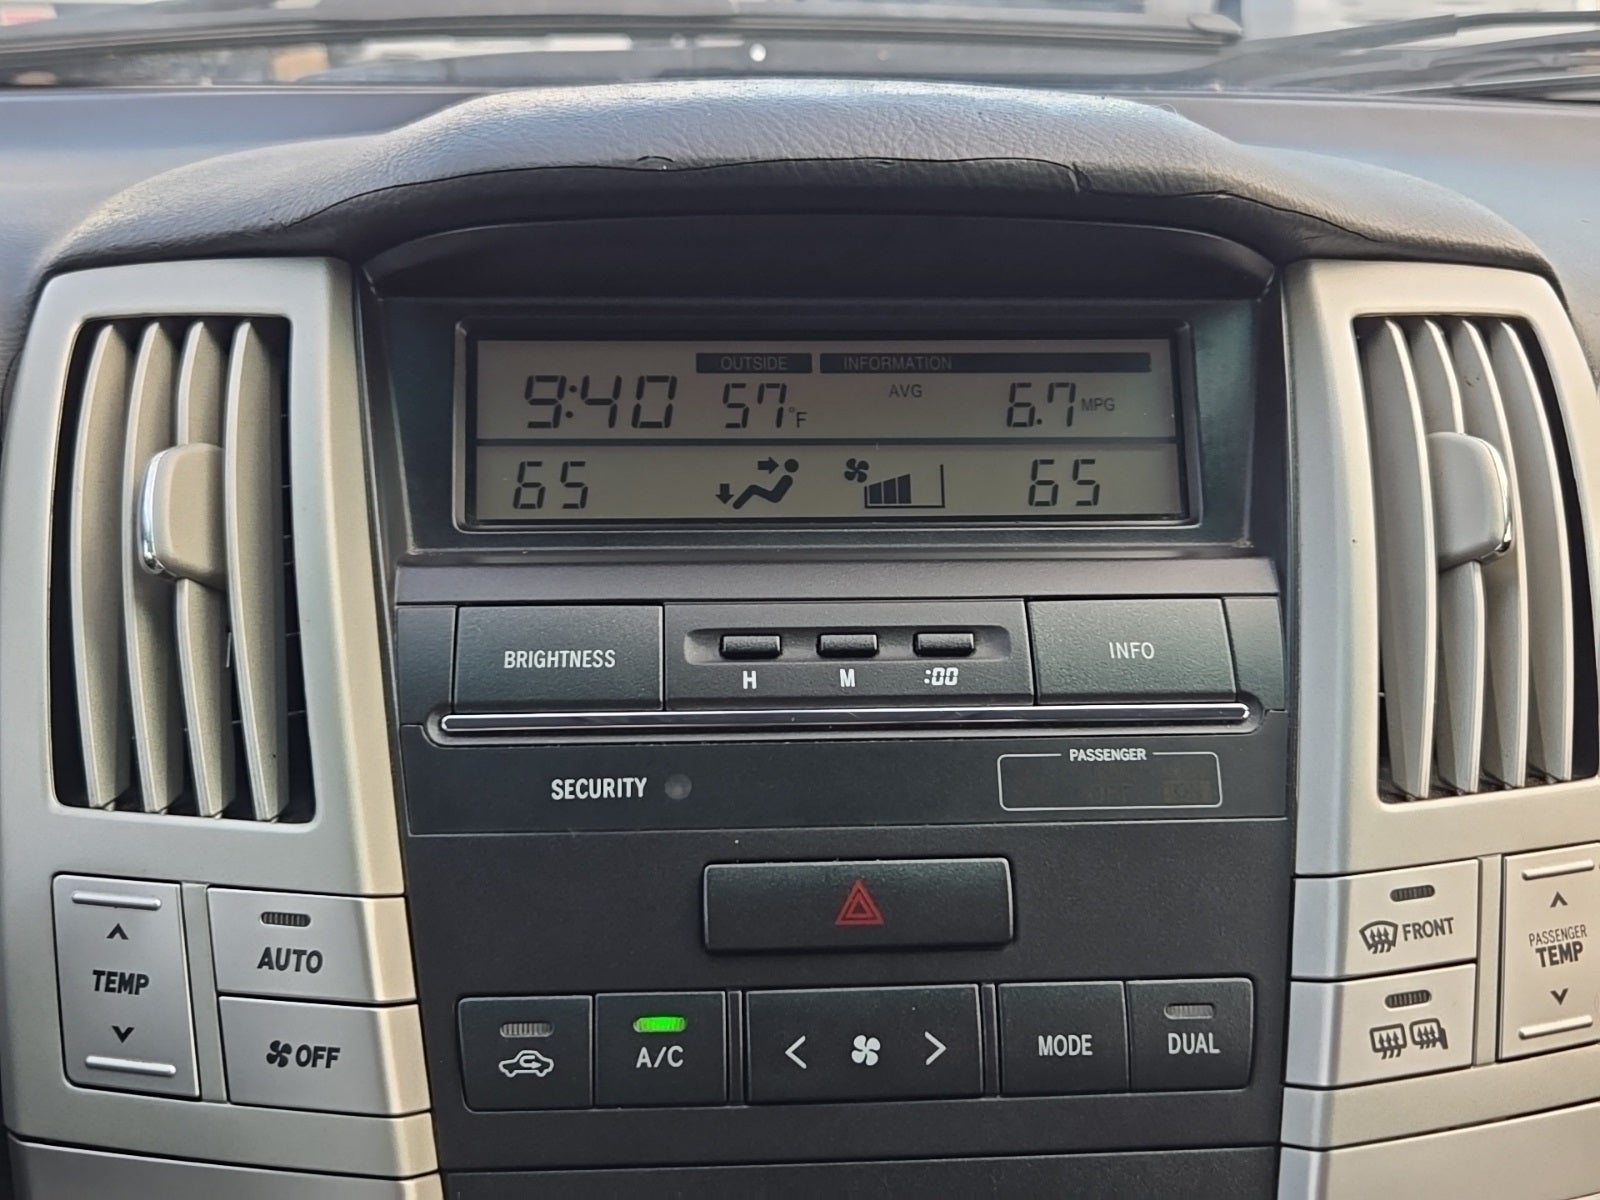 OUTSIDE INFORMATION
9:40 57°F AVG 6.7 MPG
65 65
BRIGHTNESS H M :00 INFO
SECURITY PASSENGER
TEMP AUTO
OFF
A/C MODE DUAL
FRONT
PASSENGER
TEMP